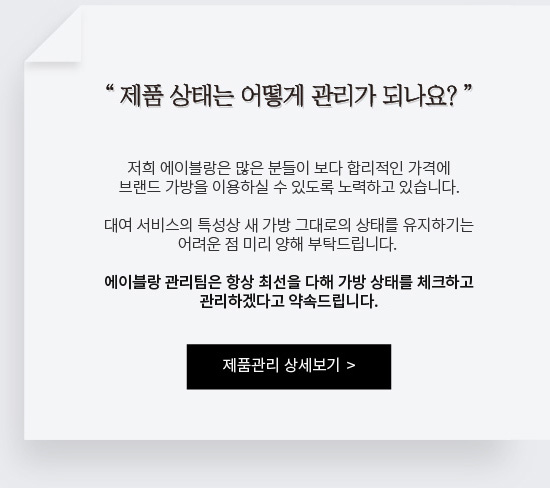 “ 제품 상태는 어떻게 관리가 되나요? ”
저희 에이블랑은 많은 분들이 보다 합리적인 가격에
브랜드 가방을 이용하실 수 있도록 노력하고 있습니다.
대여 서비스의 특성상 새 가방 그대로의 상태를 유지하기는
어려운 점 미리 양해 부탁드립니다.
에이블랑 관리팀은 항상 최선을 다해 가방 상태를 체크하고
관리하겠다고 약속드립니다.
제품관리 상세보기 >